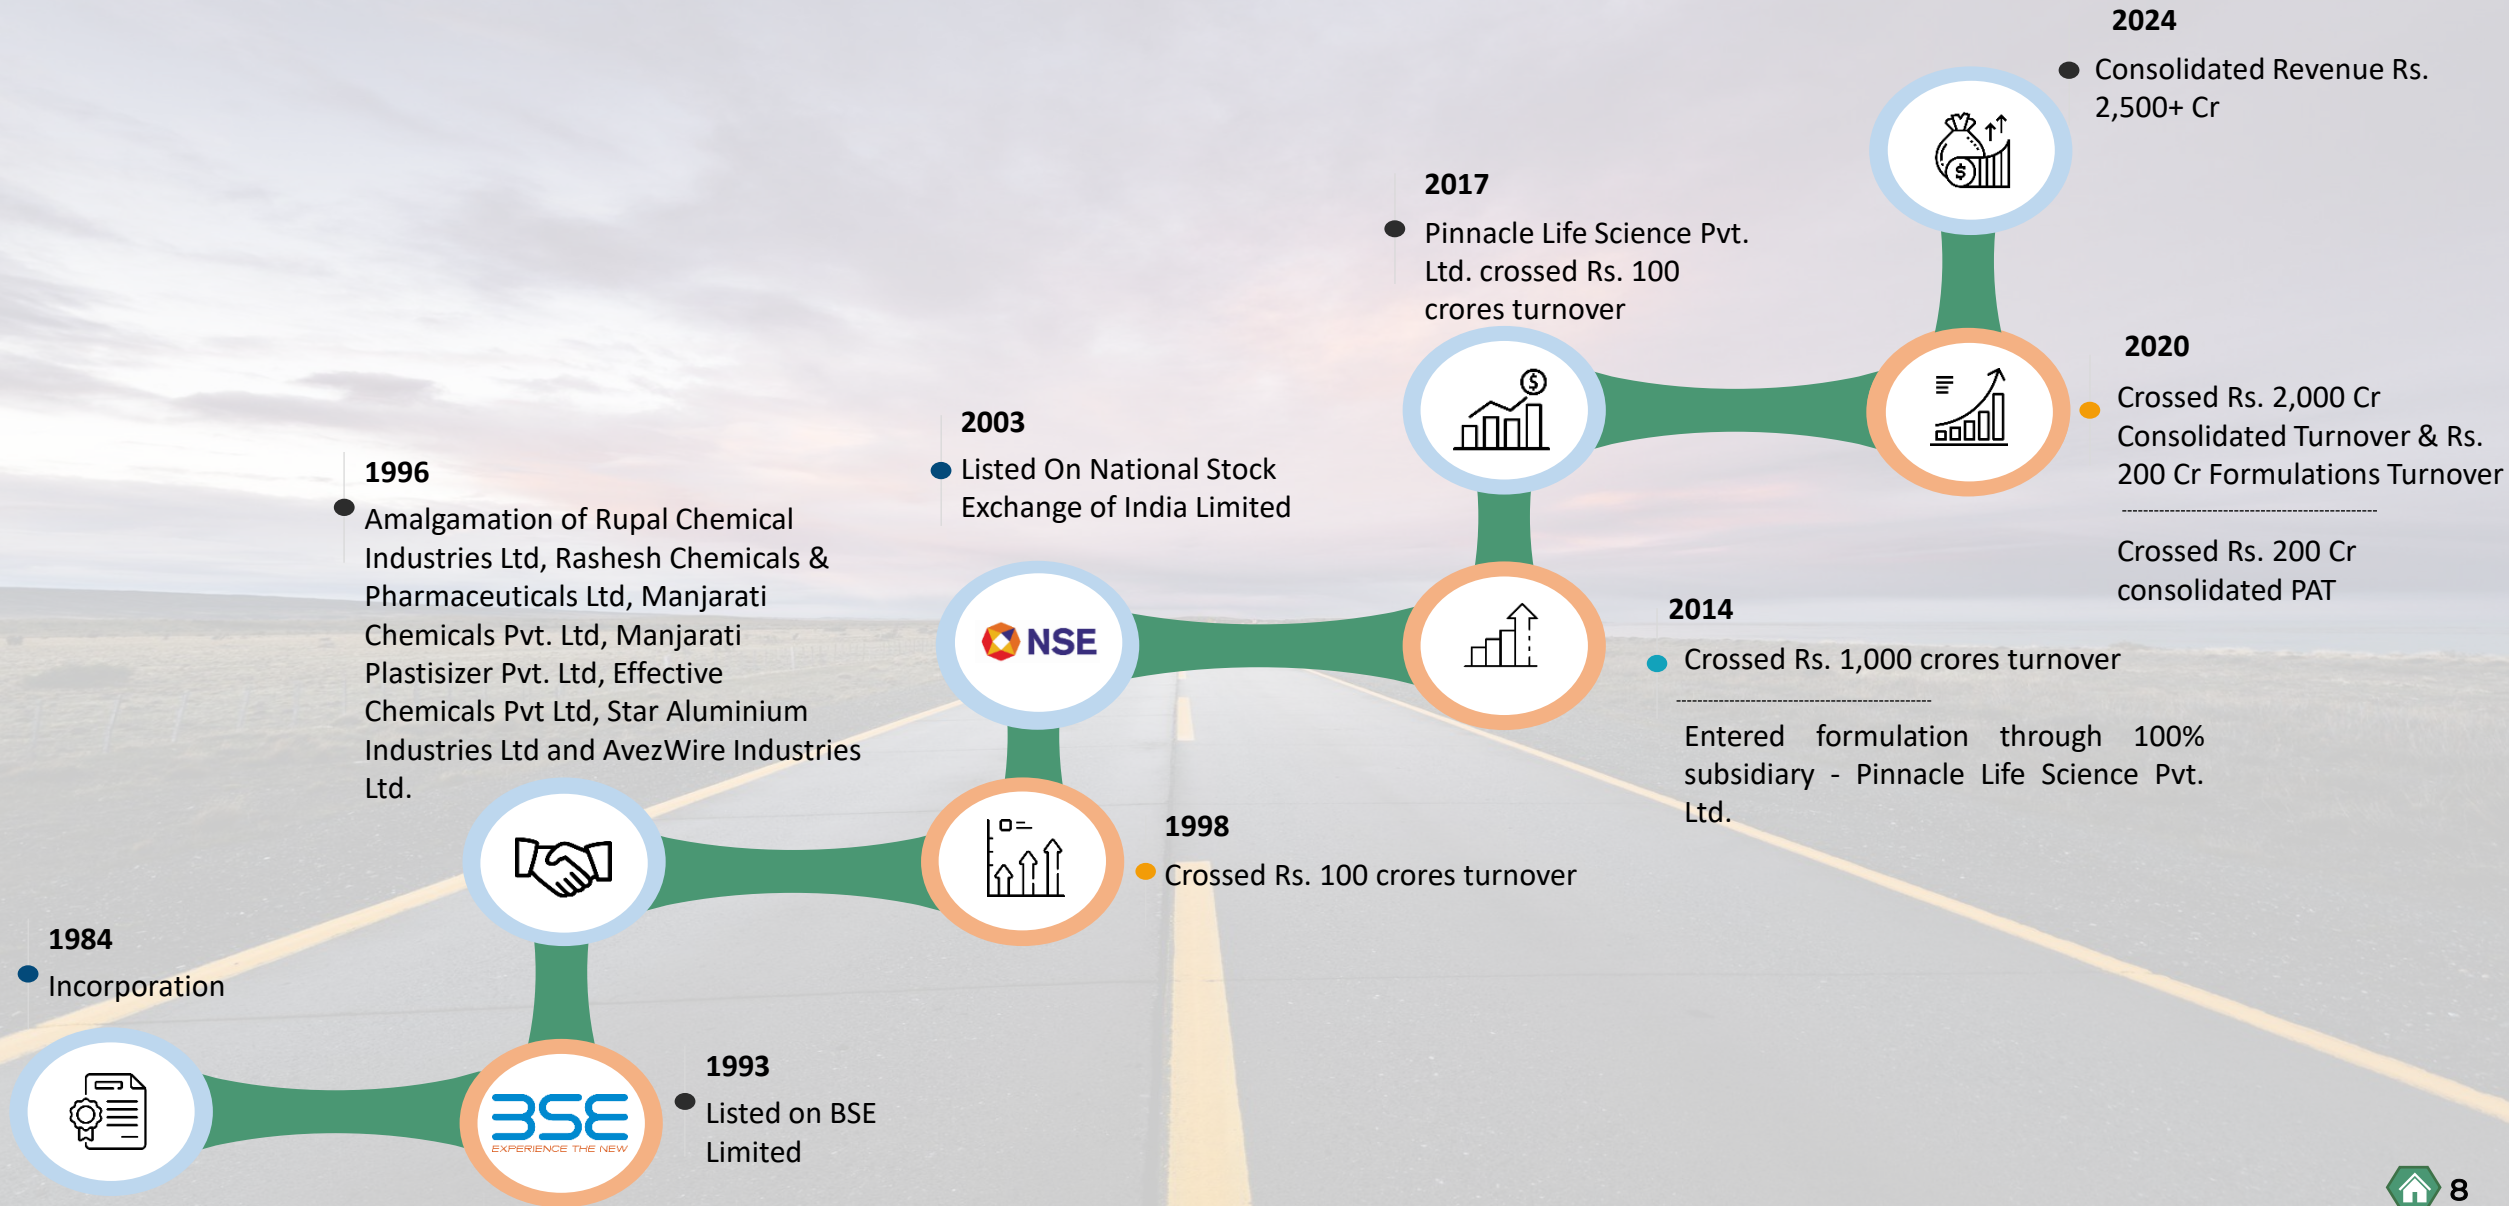 1984
Incorporation
BSE
EXPERIENCE THE NEW
1993
Listed on BSE
Limited
1996
Amalgamation of Rupal Chemical
Industries Ltd, Rashesh Chemicals &
Pharmaceuticals Ltd, Manjarati
Chemicals Pvt. Ltd, Manjarati
Plastisizer Pvt. Ltd, Effective
Chemicals Pvt Ltd, Star Aluminium
Industries Ltd and AvezWire Industries
Ltd.
1998
Crossed Rs. 100 crores turnover
2003
Listed On National Stock
Exchange of India Limited
NSE
2014
Crossed Rs. 1,000 crores turnover
Entered formulation through 100%
subsidiary - Pinnacle Life Science Pvt.
Ltd.
2017
Pinnacle Life Science Pvt.
Ltd. crossed Rs. 100
crores turnover
$
2020
Crossed Rs. 2,000 Cr
Consolidated Turnover & Rs.
200 Cr Formulations Turnover
Crossed Rs. 200 Cr
consolidated PAT
2024
Consolidated Revenue Rs.
2,500+ Cr
$
8